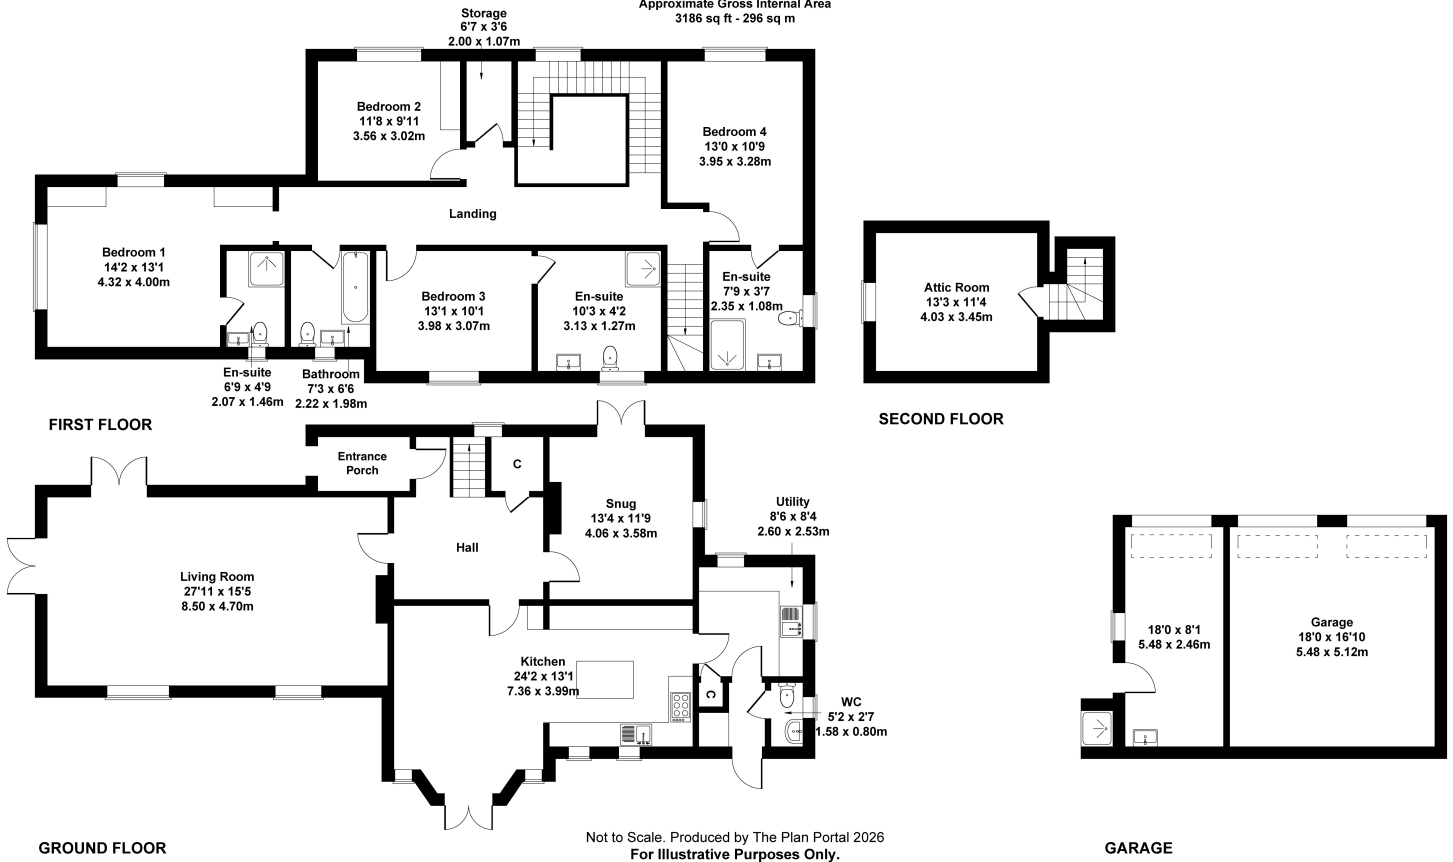 Approximate Gross Internal Area
3186 sq ft - 296 sq m
Storage
6'7 x 3'6
2.00 x 1.07m
Bedroom 2
11'8 x 9'11
3.56 x 3.02m
Bedroom 4
13'0 x 10'9
3.95 x 3.28m
Landing
Bedroom 1
14'2 x 13'1
4.32 x 4.00m
Bedroom 3
13'1 x 10'1
3.98 x 3.07m
En-suite
10'3 x 4'2
3.13 x 1.27m
En-suite
7'9 x 3'7
2.35 x 1.08m
Attic Room
13'3 x 11'4
4.03 x 3.45m
En-suite
6'9 x 4'9
2.07 x 1.46m
Bathroom
7'3 x 6'6
2.22 x 1.98m
FIRST FLOOR
SECOND FLOOR
Entrance
Porch
C
Snug
13'4 x 11'9
4.06 x 3.58m
Utility
8'6 x 8'4
2.60 x 2.53m
Hall
Living Room
27'11 x 15'5
8.50 x 4.70m
Kitchen
24'2 x 13'1
7.36 x 3.99m
C
WC
5'2 x 2'7
1.58 x 0.80m
18'0 x 8'1
5.48 x 2.46m
Garage
18'0 x 16'10
5.48 x 5.12m
GROUND FLOOR
Not to Scale. Produced by The Plan Portal 2026
For Illustrative Purposes Only.
GARAGE